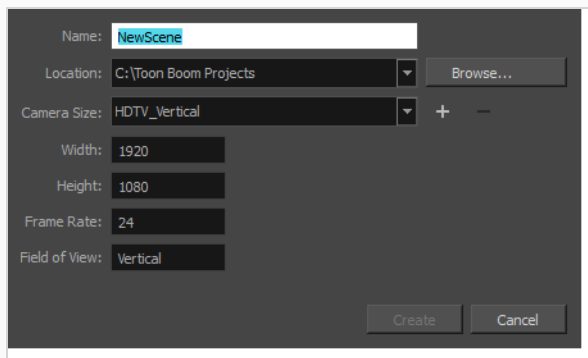 Name: NewScene
Location: C:\Toon Boom Projects Browse...
Camera Size: HDTV_Vertical + −
Width: 1920
Height: 1080
Frame Rate: 24
Field of View: Vertical
Create Cancel